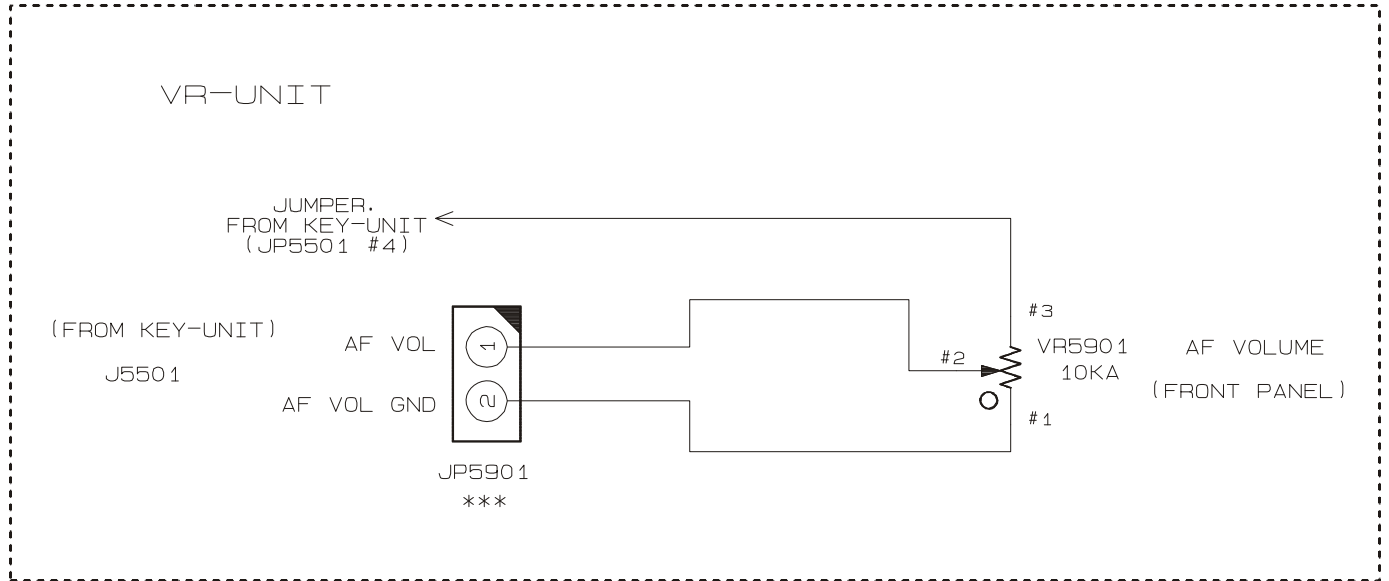 VR-UNIT
JUMPER.
FROM KEY-UNIT
(JP5501 #4)
#3
(FROM KEY-UNIT)
J5501
AF VOL
1
#2
VR5901
10KA
AF VOLUME
(FRONT PANEL)
AF VOL GND
2
#1
JP5901
***